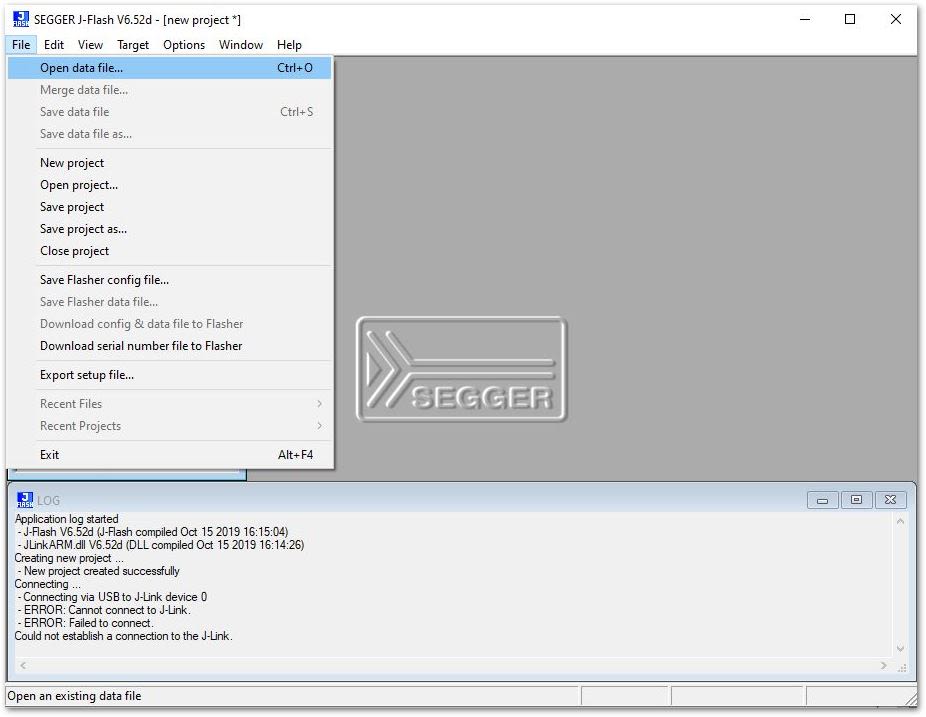 SEGGER J-Flash V6.52d - [new project *]
File Edit View Target Options Window Help
Open data file... Ctrl+O
Merge data file...
Save data file Ctrl+S
Save data file as...
New project
Open project...
Save project
Save project as...
Close project
Save Flasher config file...
Save Flasher data file...
Download config & data file to Flasher
Download serial number file to Flasher
Export setup file...
Recent Files
Recent Projects
Exit Alt+F4
SEGGER
LOG
Application log started
- J-Flash V6.52d (J-Flash compiled Oct 15 2019 16:15:04)
- JLinkARM.dll V6.52d (DLL compiled Oct 15 2019 16:14:26)
Creating new project ...
- New project created successfully
Connecting ...
- Connecting via USB to J-Link device 0
- ERROR: Cannot connect to J-Link.
- ERROR: Failed to connect.
Could not establish a connection to the J-Link.
Open an existing data file